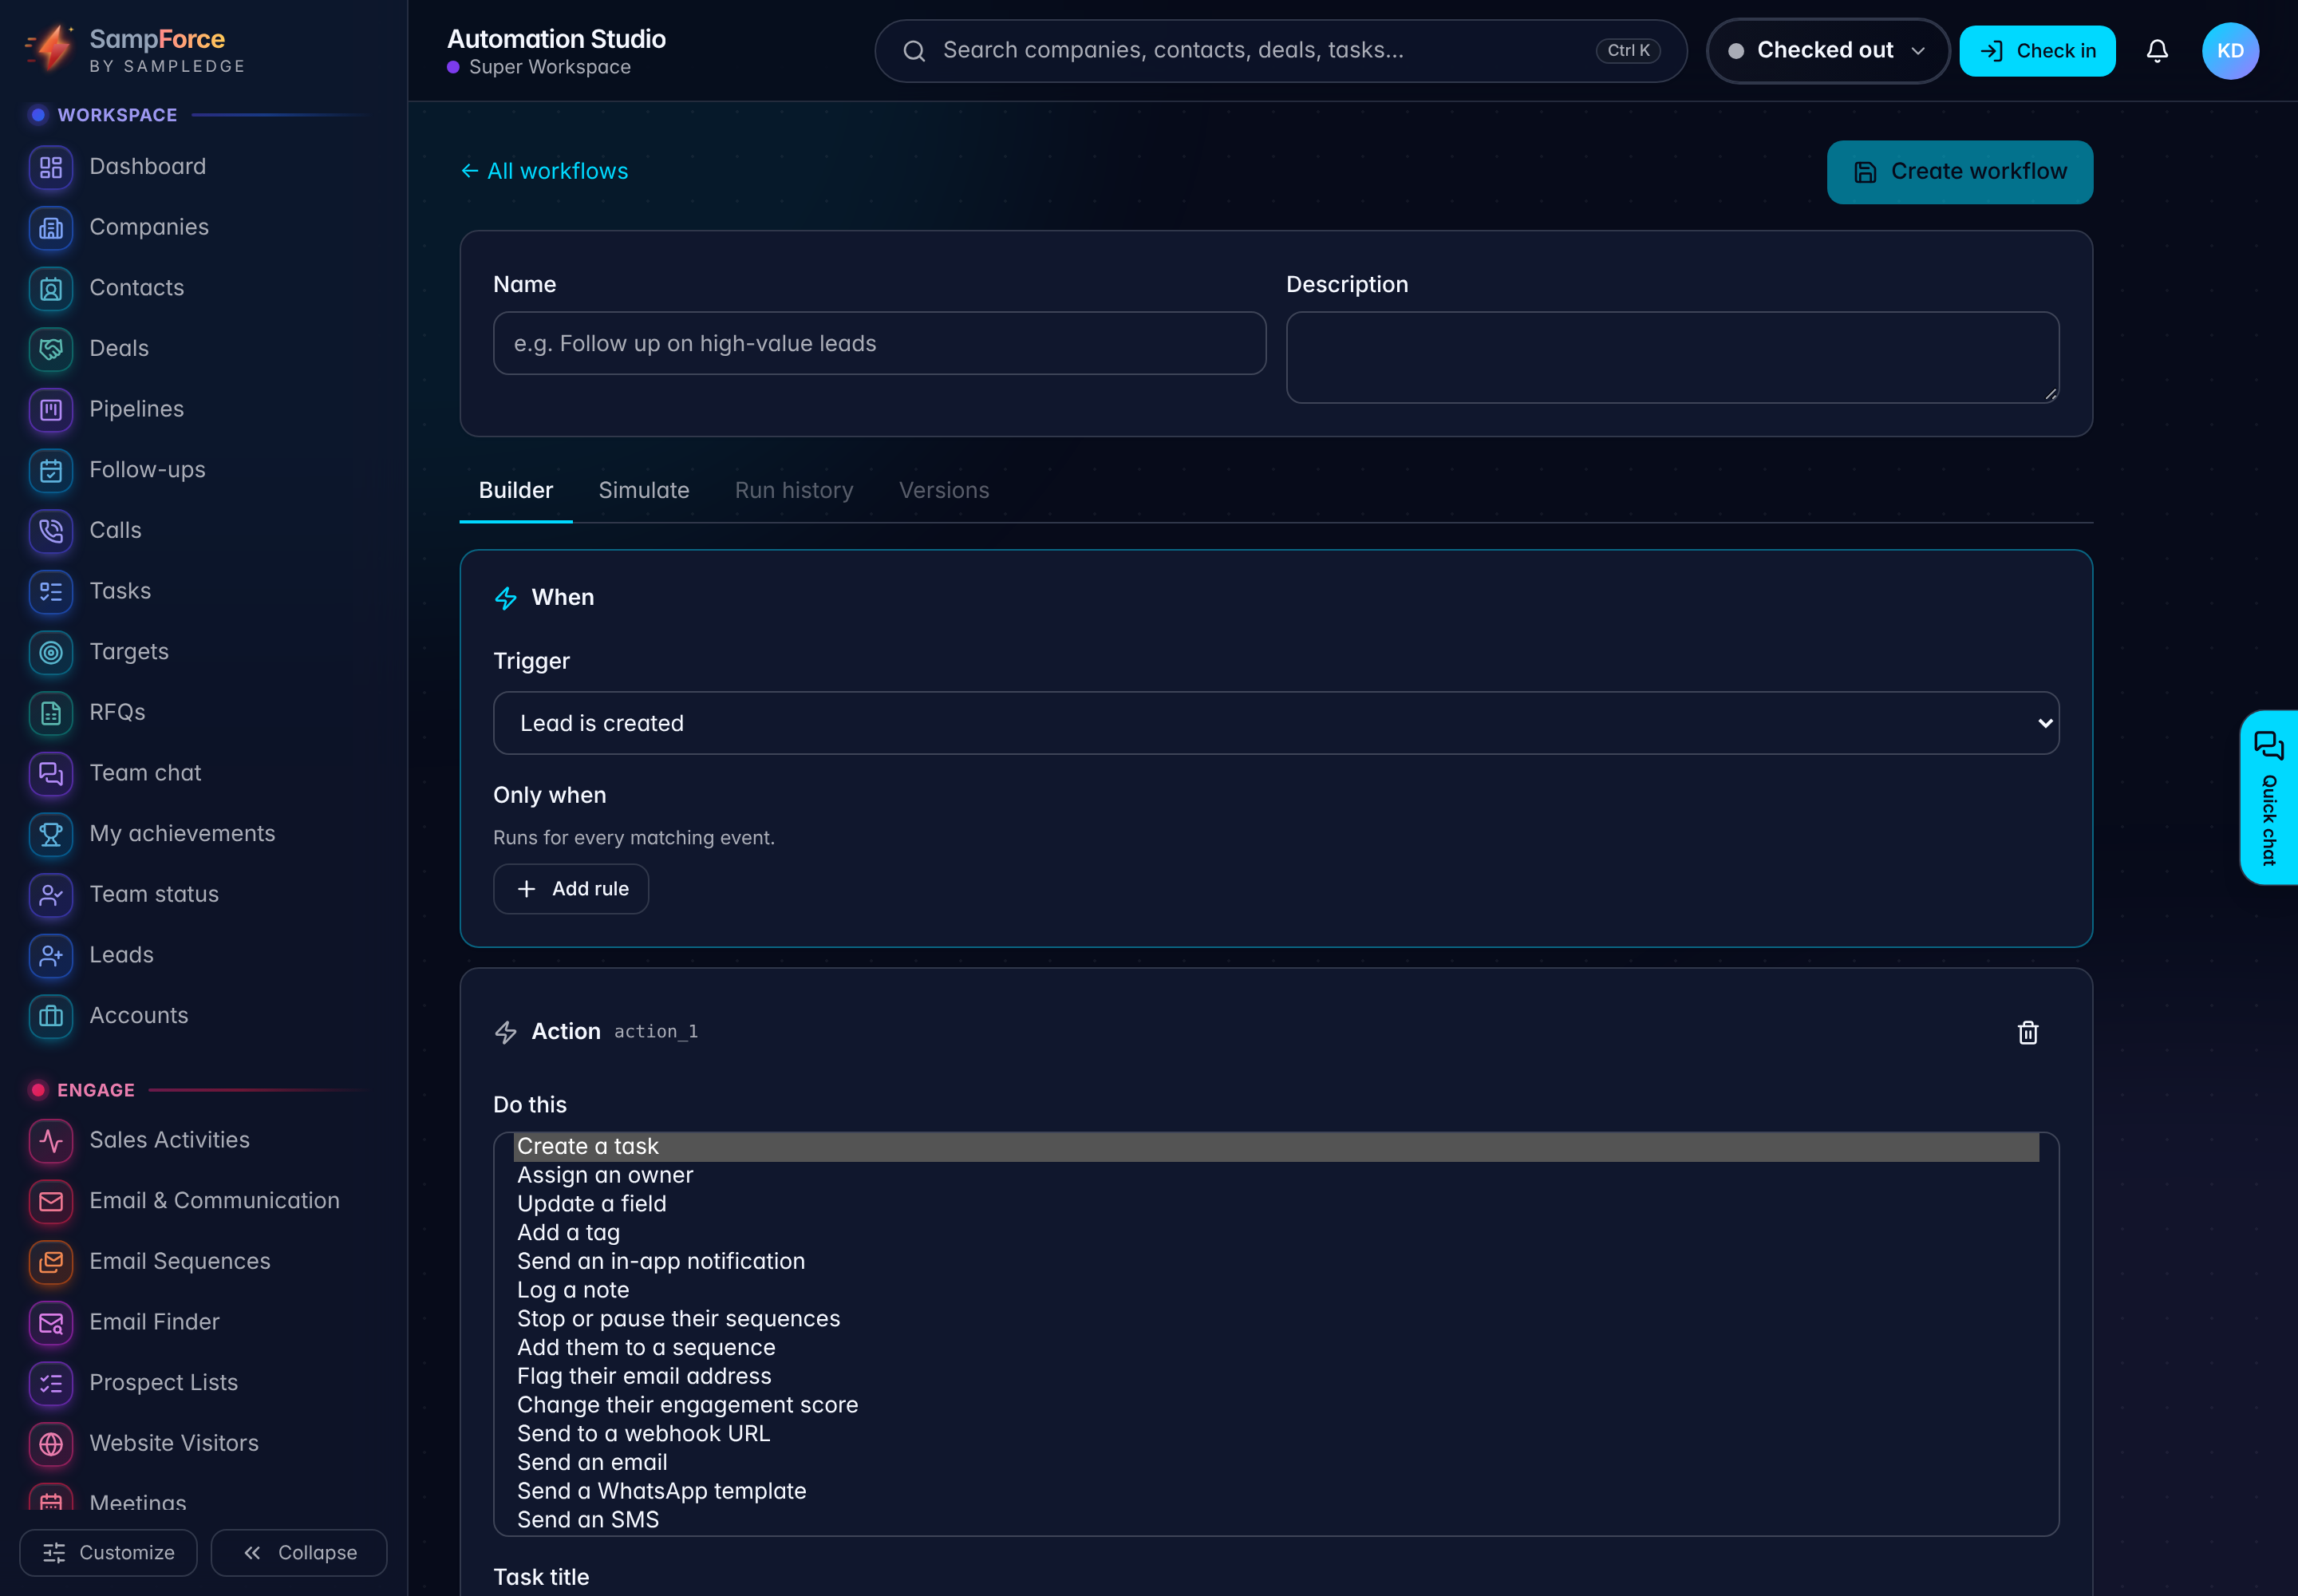 SampForce
BY SAMPLEDGE
WORKSPACE
Dashboard
Companies
Contacts
Deals
Pipelines
Follow-ups
Calls
Tasks
Targets
RFQs
Team chat
My achievements
Team status
Leads
Accounts
ENGAGE
Sales Activities
Email & Communication
Email Sequences
Email Finder
Prospect Lists
Website Visitors
Meetings
Customize
Collapse
Automation Studio
Super Workspace
Search companies, contacts, deals, tasks...
Ctrl K
Checked out
Check in
KD
← All workflows
Create workflow
Name
e.g. Follow up on high-value leads
Description
Builder
Simulate
Run history
Versions
When
Trigger
Lead is created
Only when
Runs for every matching event.
+ Add rule
Action action_1
Do this
Create a task
Assign an owner
Update a field
Add a tag
Send an in-app notification
Log a note
Stop or pause their sequences
Add them to a sequence
Flag their email address
Change their engagement score
Send to a webhook URL
Send an email
Send a WhatsApp template
Send an SMS
Task title
Quick chat